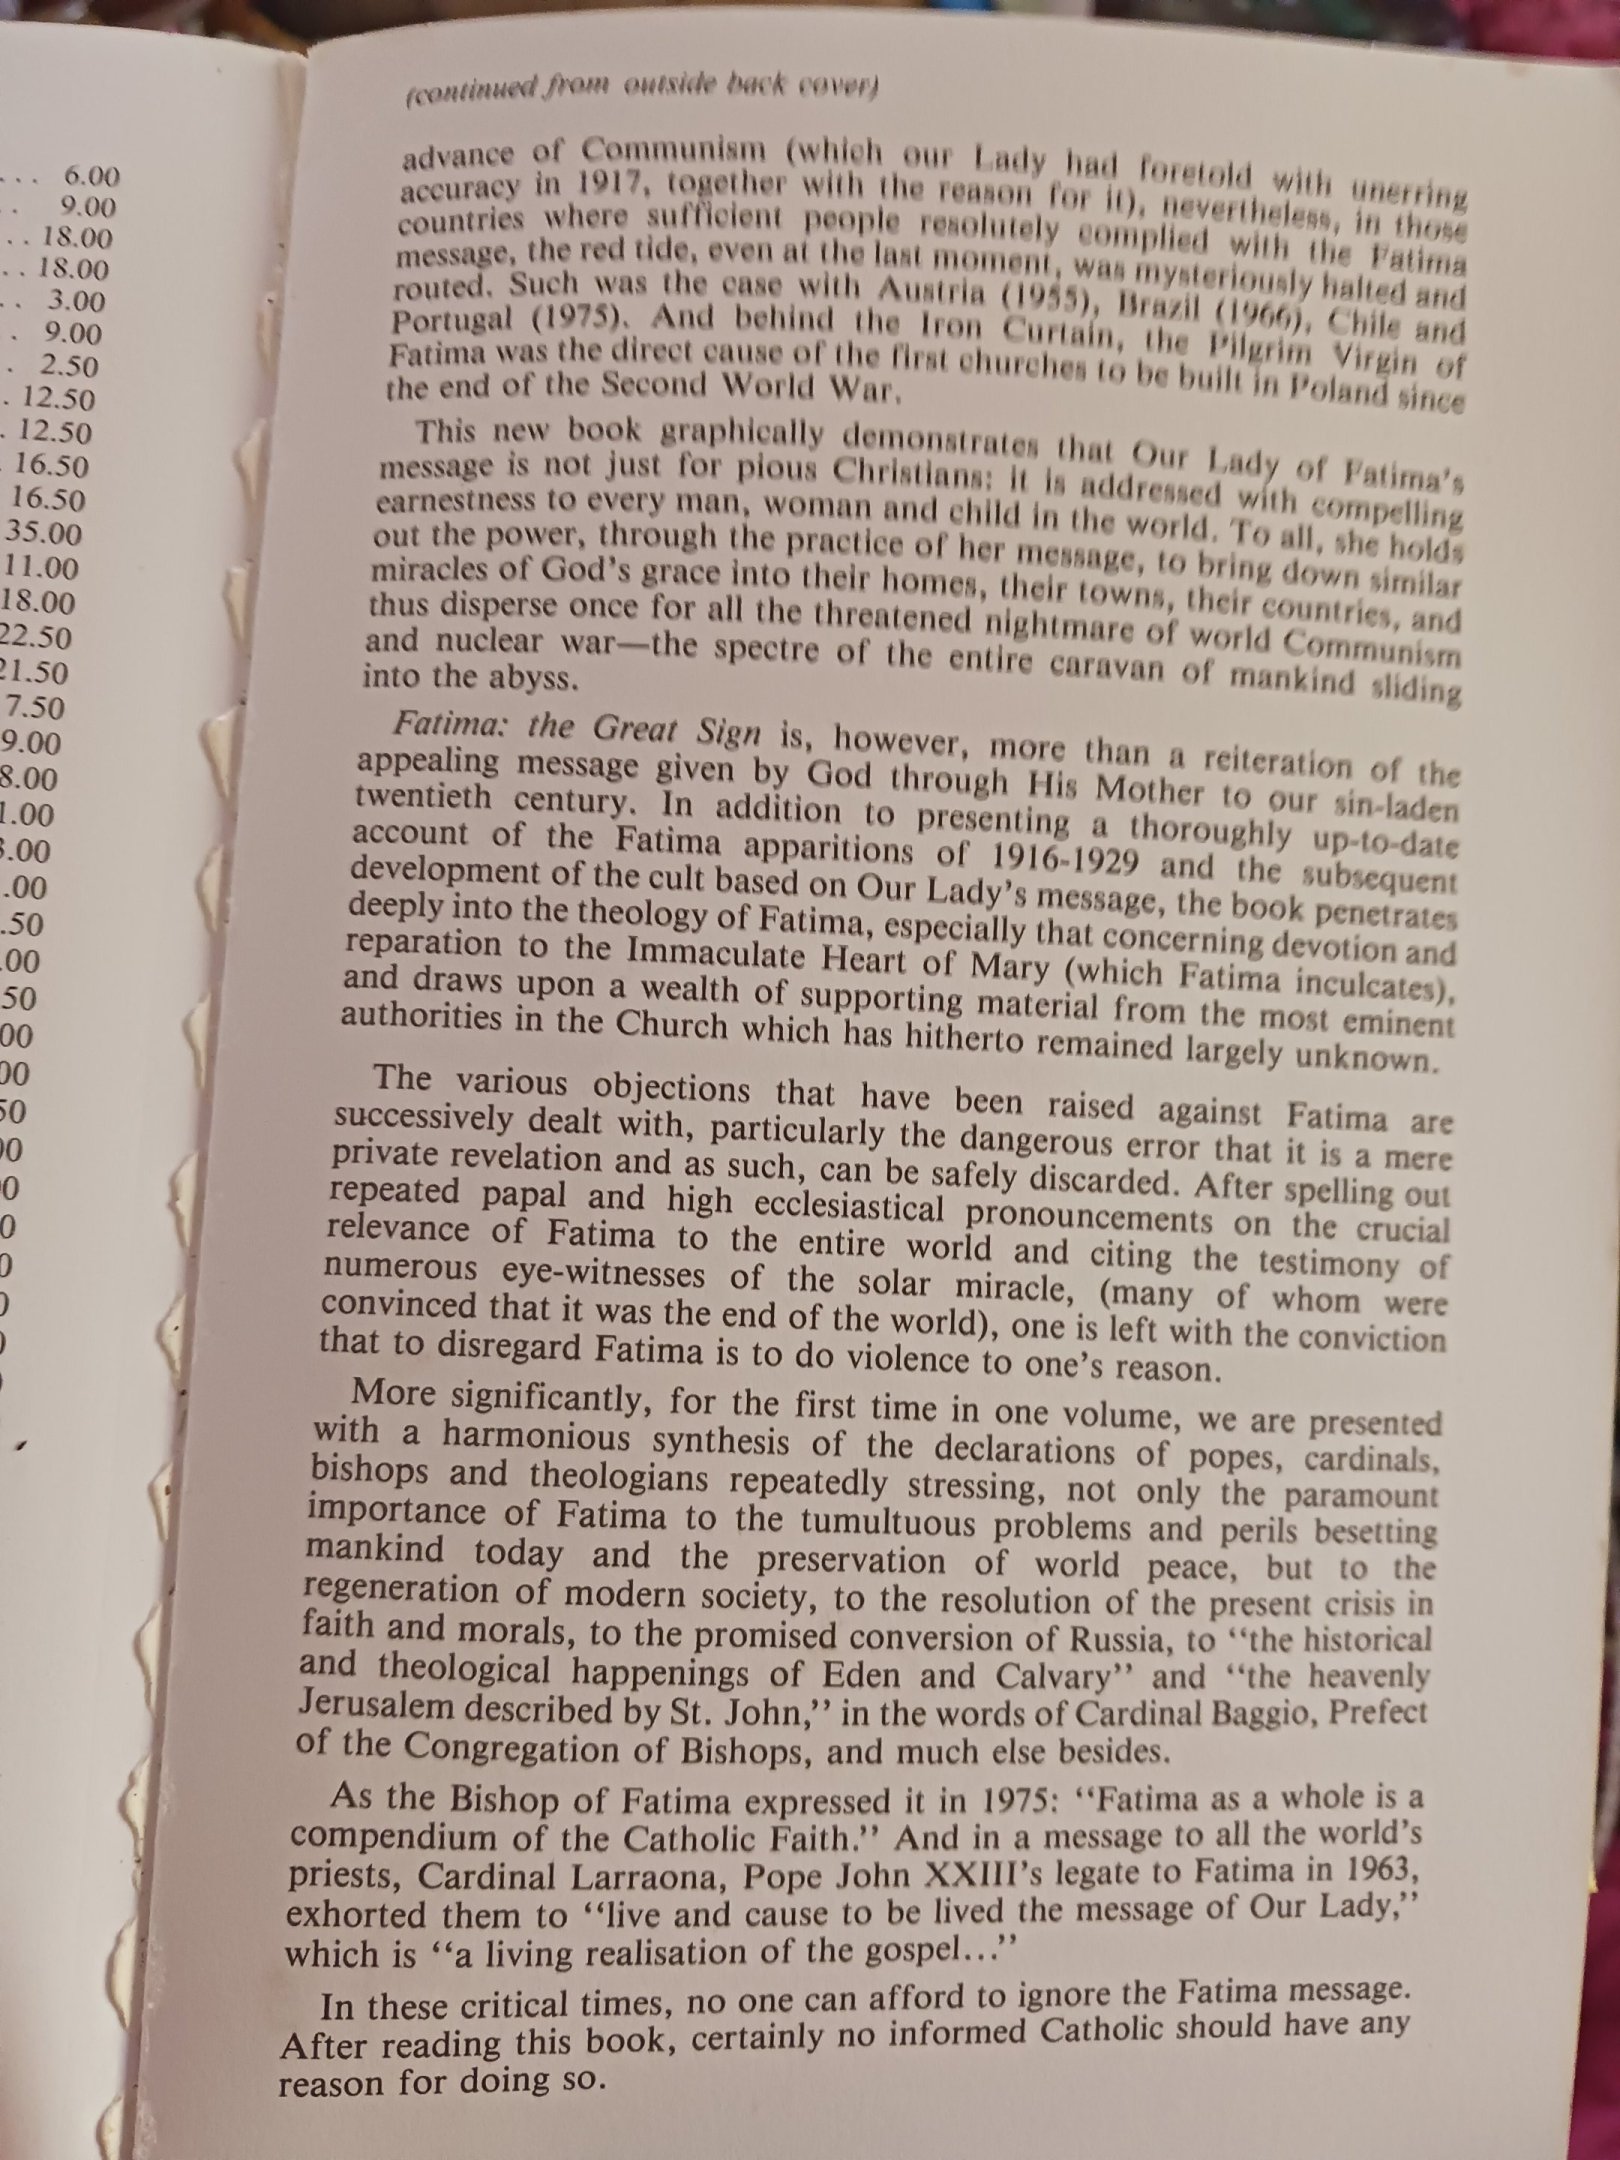 ... 6.00
. 9.00
. . 18.00
. . 18.00
. . 3.00
. 9.00
. 2.50
. 12.50
. 12.50
. 16.50
16.50
35.00
11.00
18.00
22.50
21.50
7.50
9.00
8.00
1.00
.00
.00
.50
.00
50
00
00
50
00
0
0
(continued from outside back cover)
advance of Communism (which our Lady had foretold with unerring
accuracy in 1917, together with the reason for it), nevertheless, in those
countries where sufficient people resolutely complied with the Fatima
message, the red tide, even at the last moment, was mysteriously halted and
routed. Such was the case with Austria (1955), Brazil (1966), Chile and
Portugal (1975). And behind the Iron Curtain, the Pilgrim Virgin of
Fatima was the direct cause of the first churches to be built in Poland since
the end of the Second World War.
This new book graphically demonstrates that Our Lady of Fatima's
message is not just for pious Christians: it is addressed with compelling
earnestness to every man, woman and child in the world. To all, she holds
out the power, through the practice of her message, to bring down similar
miracles of God's grace into their homes, their towns, their countries, and
thus disperse once for all the threatened nightmare of world Communism
and nuclear war—the spectre of the entire caravan of mankind sliding
into the abyss.
Fatima: the Great Sign is, however, more than a reiteration of the
appealing message given by God through His Mother to our sin-laden
twentieth century. In addition to presenting a thoroughly up-to-date
account of the Fatima apparitions of 1916-1929 and the subsequent
development of the cult based on Our Lady's message, the book penetrates
deeply into the theology of Fatima, especially that concerning devotion and
reparation to the Immaculate Heart of Mary (which Fatima inculcates),
and draws upon a wealth of supporting material from the most eminent
authorities in the Church which has hitherto remained largely unknown.
The various objections that have been raised against Fatima are
successively dealt with, particularly the dangerous error that it is a mere
private revelation and as such, can be safely discarded. After spelling out
repeated papal and high ecclesiastical pronouncements on the crucial
relevance of Fatima to the entire world and citing the testimony of
numerous eye-witnesses of the solar miracle, (many of whom were
convinced that it was the end of the world), one is left with the conviction
that to disregard Fatima is to do violence to one's reason.
More significantly, for the first time in one volume, we are presented
with a harmonious synthesis of the declarations of popes, cardinals,
bishops and theologians repeatedly stressing, not only the paramount
importance of Fatima to the tumultuous problems and perils besetting
mankind today and the preservation of world peace, but to the
regeneration of modern society, to the resolution of the present crisis in
faith and morals, to the promised conversion of Russia, to "the historical
and theological happenings of Eden and Calvary" and "the heavenly
Jerusalem described by St. John," in the words of Cardinal Baggio, Prefect
of the Congregation of Bishops, and much else besides.
As the Bishop of Fatima expressed it in 1975: "Fatima as a whole is a
compendium of the Catholic Faith." And in a message to all the world's
priests, Cardinal Larraona, Pope John XXIII's legate to Fatima in 1963,
exhorted them to "live and cause to be lived the message of Our Lady,"
which is "a living realisation of the gospel..."
In these critical times, no one can afford to ignore the Fatima message.
After reading this book, certainly no informed Catholic should have any
reason for doing so.